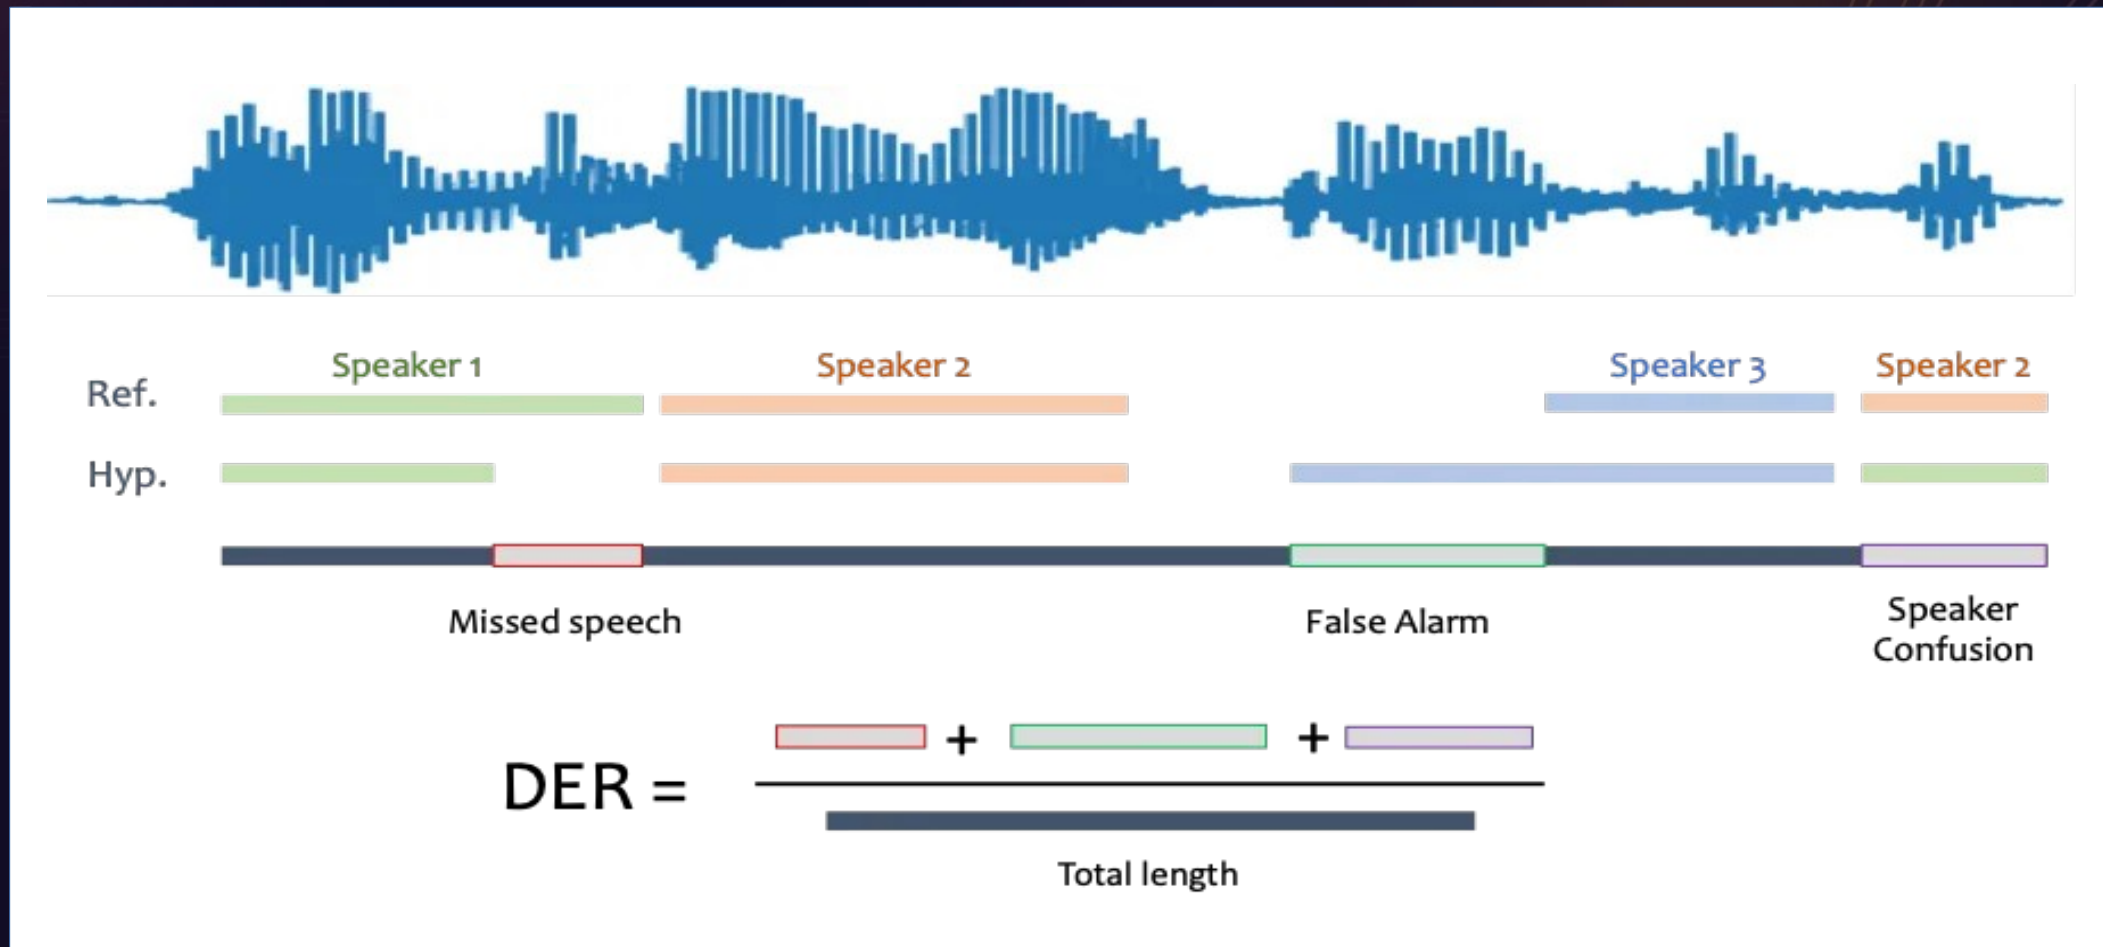 Speaker 1
Speaker 2
Speaker 3
Speaker 2
Ref.
Hyp.
Missed speech
False Alarm
Speaker
Confusion
+ +
DER =
Total length